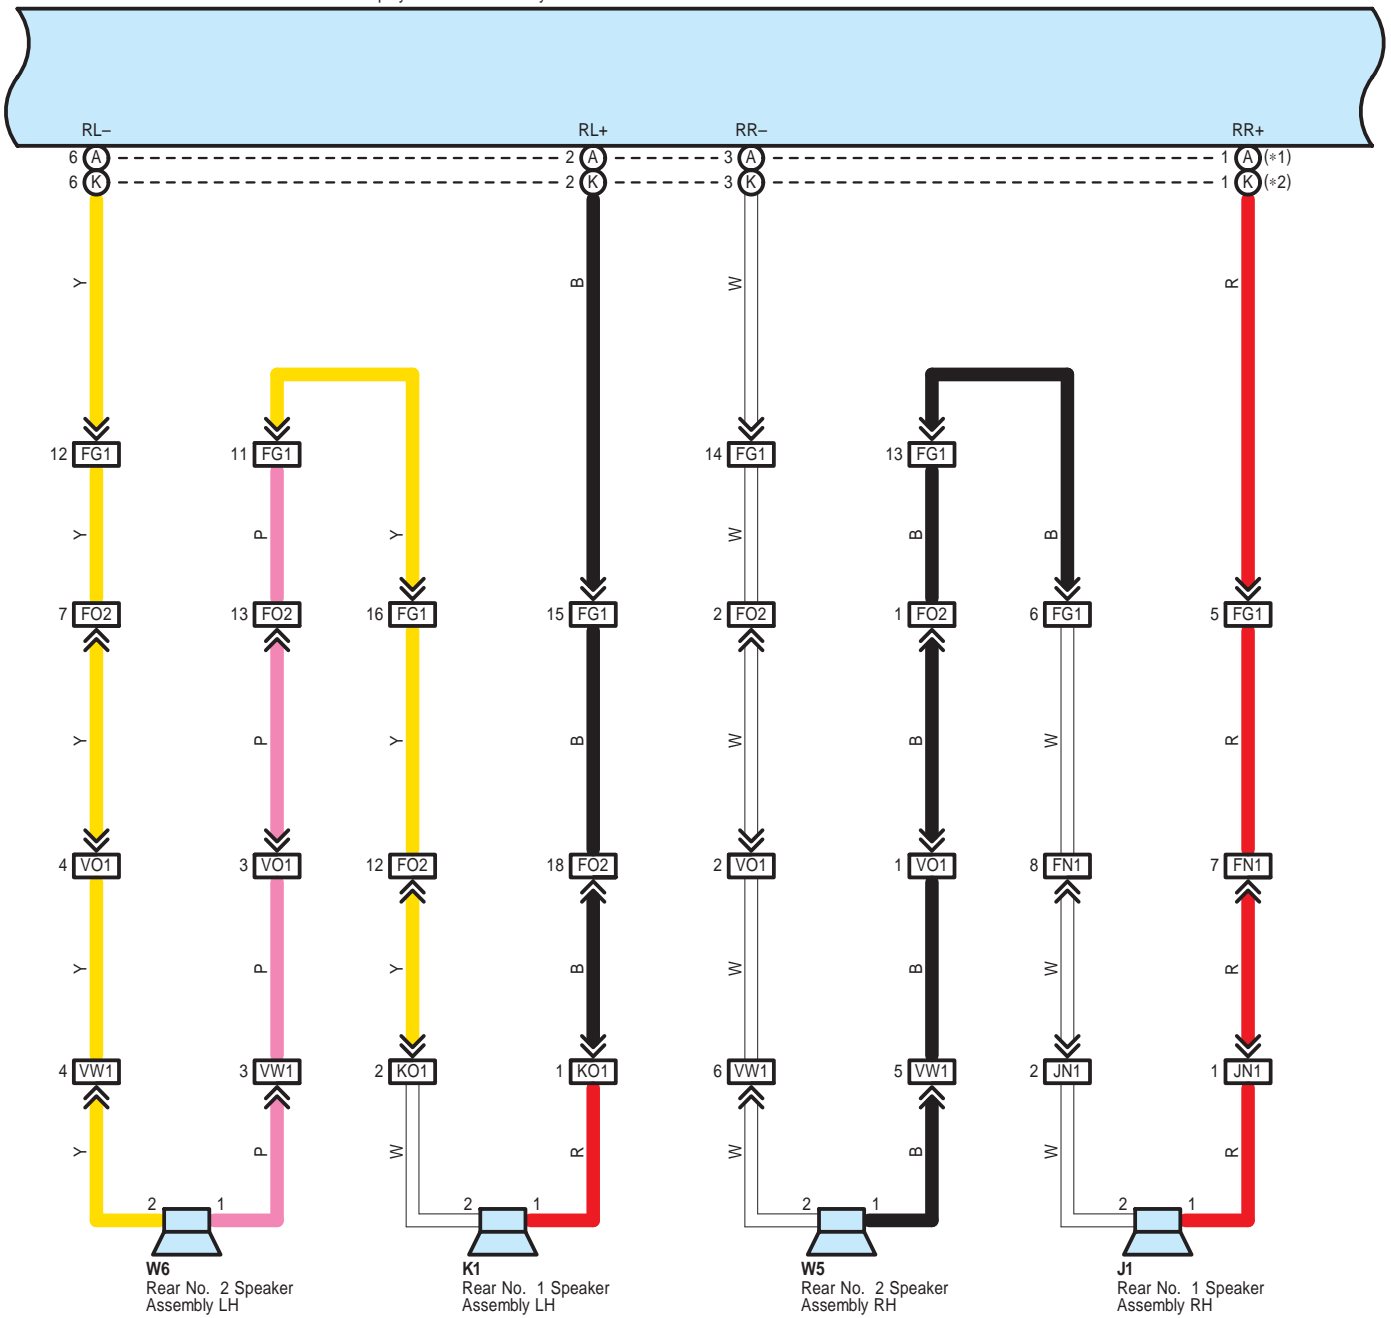 RL– RL+ RR– RR+
6 A 2 A 3 A 1 A (*1)
6 K 2 K 3 K 1 K (*2)
Y B W R
12 FG1 11 FG1 14 FG1 13 FG1
Y P Y W B B
7 FO2 13 FO2 16 FG1 15 FG1 2 FO2 1 FO2 6 FG1 5 FG1
Y P Y B W B W R
4 VO1 3 VO1 12 FO2 18 FO2 2 VO1 1 VO1 8 FN1 7 FN1
Y P Y B W B W R
4 VW1 3 VW1 2 KO1 1 KO1 6 VW1 5 VW1 2 JN1 1 JN1
Y P W R W B W R
2 1 2 1 2 1 2 1
W6
Rear No. 2 Speaker
Assembly LH
K1
Rear No. 1 Speaker
Assembly LH
W5
Rear No. 2 Speaker
Assembly RH
J1
Rear No. 1 Speaker
Assembly RH